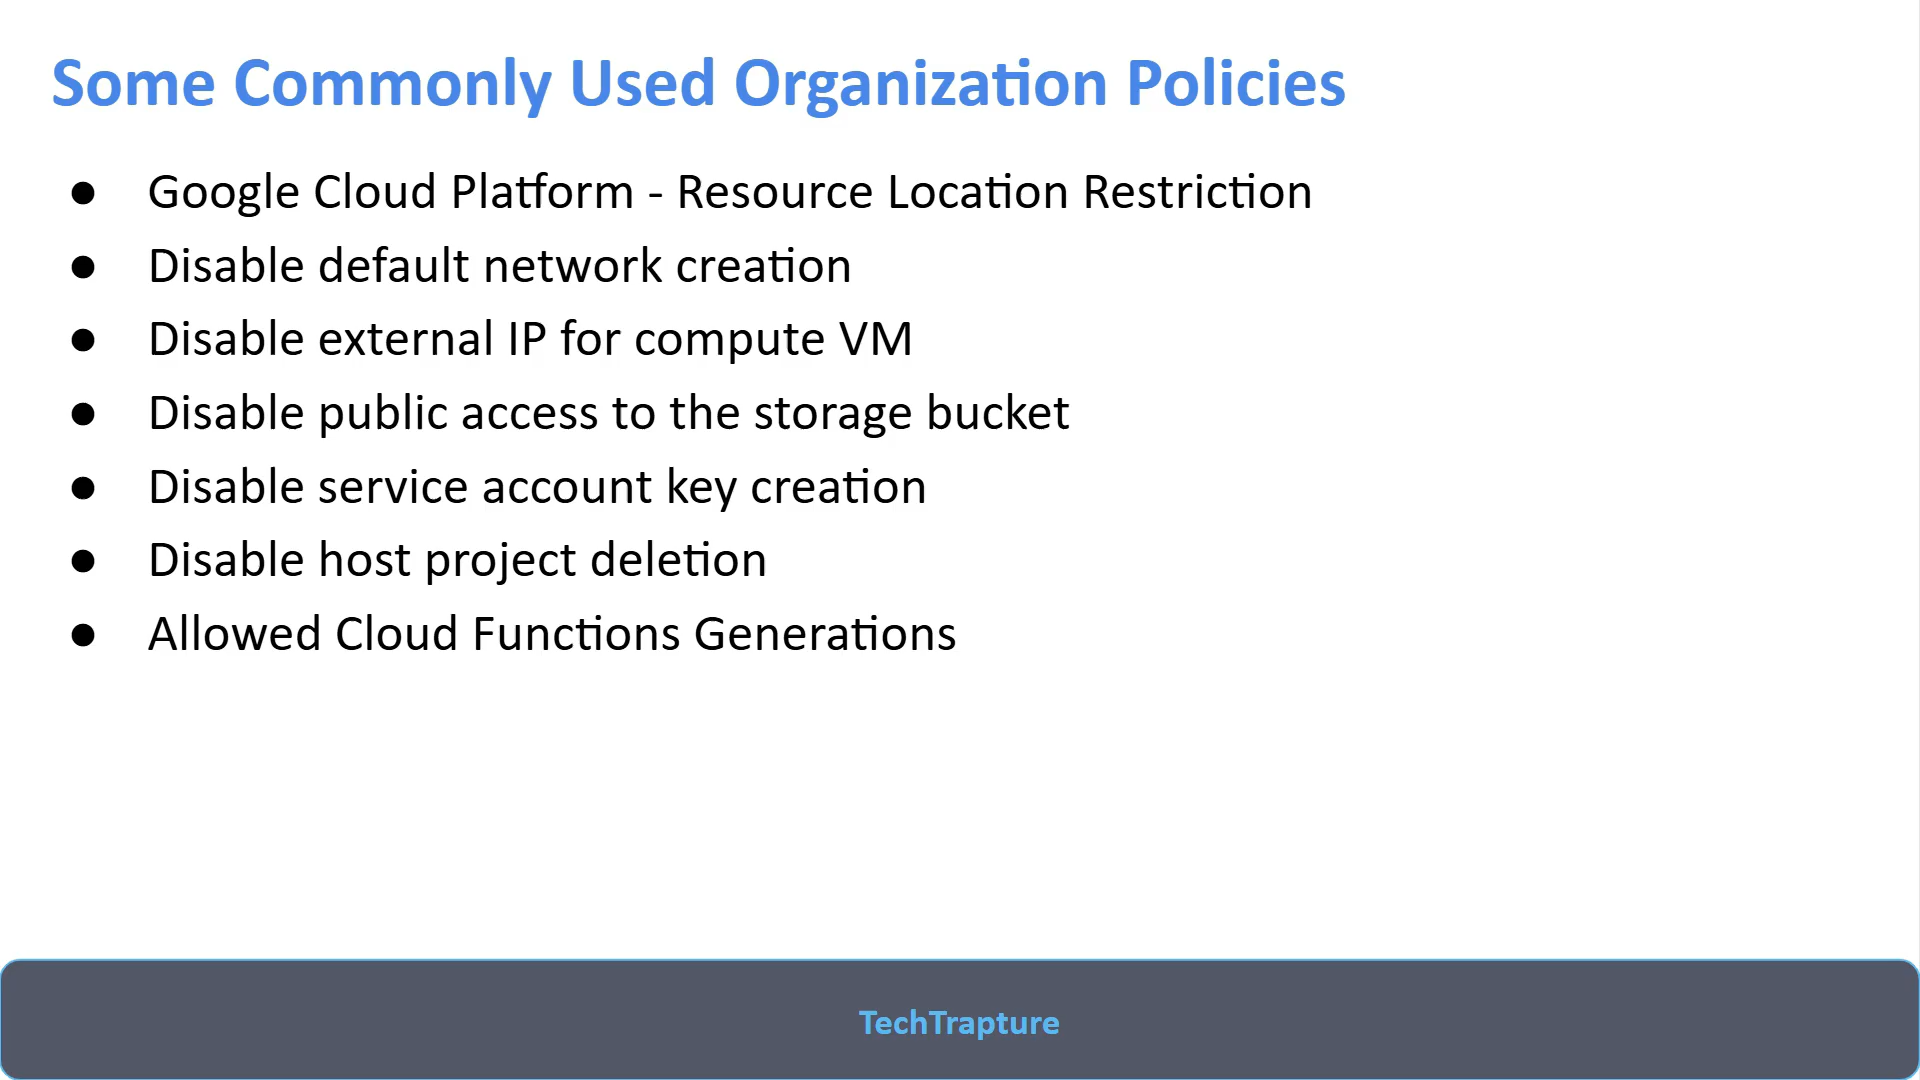 Some Commonly Used Organization Policies
● Google Cloud Platform - Resource Location Restriction
● Disable default network creation
● Disable external IP for compute VM
● Disable public access to the storage bucket
● Disable service account key creation
● Disable host project deletion
● Allowed Cloud Functions Generations
TechTrapture